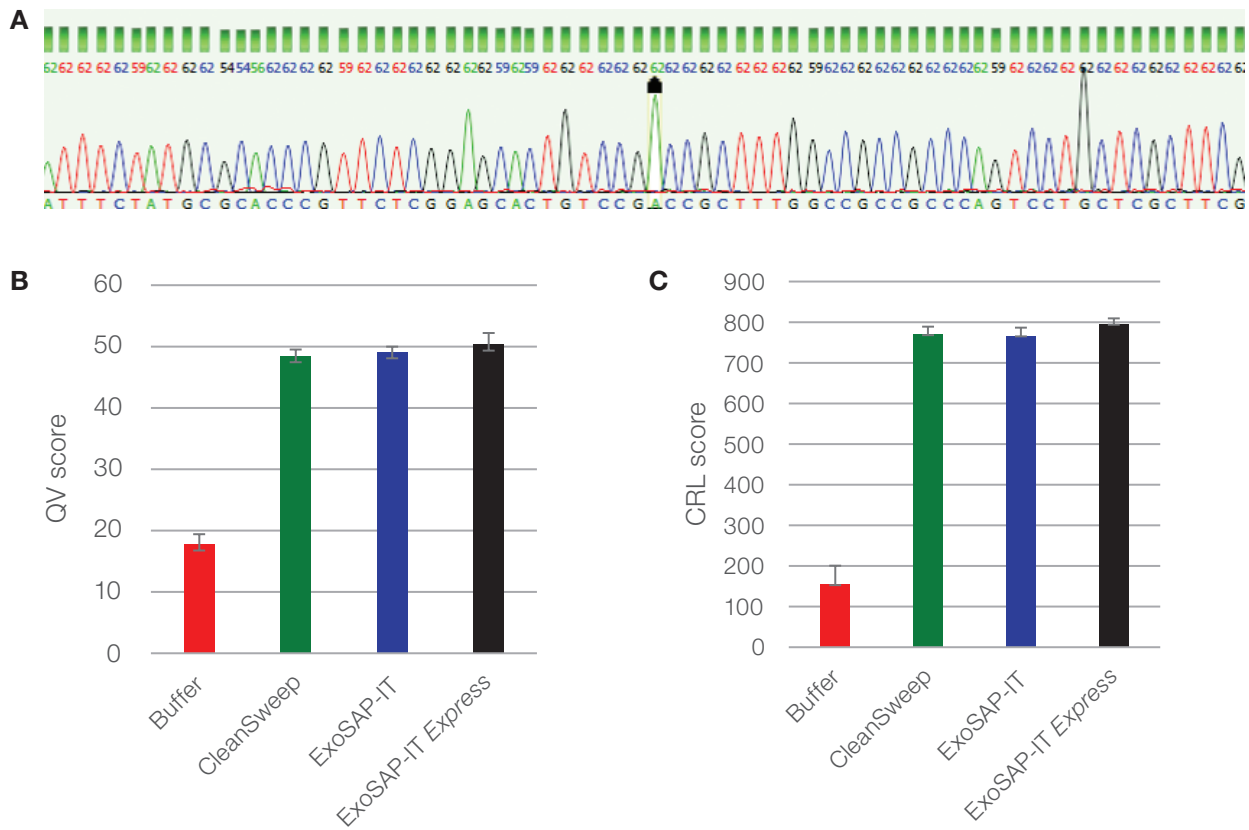 A
62 62 62 62 62 59 62 62 62 62 54 54 56 62 62 62 62 59 62 62 62 62 62 62 62 62 59 62 59 62 62 62 62 62 62 62 62 62 62 62 62 62 62 62 62 59 62 62 62 62 62 62 62 62 62 59 62 62 62 62 62 62 62 62 62 62 62 62 62
A T T T C T A T G C G C A C C C G T T C T C G G A G C A C T G T C C G A C C G C T T T G G C C G C C G C C C A G T C C T G C T C G C T T C G
B
60
50
40
30
20
10
0
QV score
Buffer
CleanSweep
ExoSAP-IT
ExoSAP-IT Express
C
900
800
700
600
500
400
300
200
100
0
CRL score
Buffer
CleanSweep
ExoSAP-IT
ExoSAP-IT Express